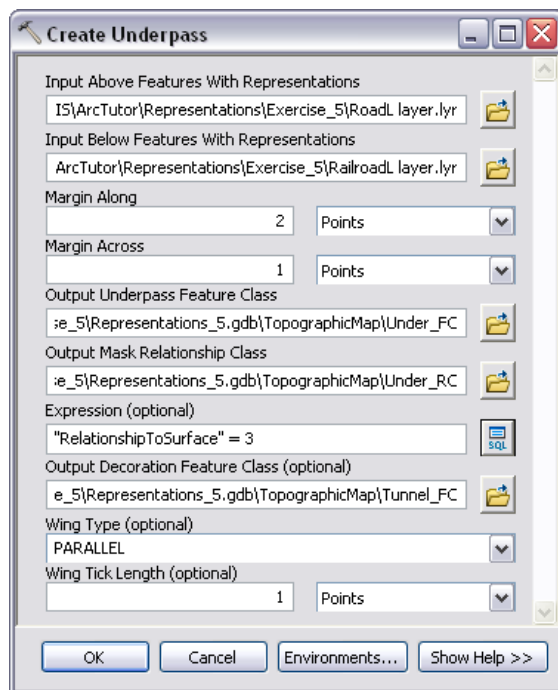 Create Underpass
Input Above Features With Representations
IS\ArcTutor\Representations\Exercise_5\RoadL layer.lyr
Input Below Features With Representations
ArcTutor\Representations\Exercise_5\RailroadL layer.lyr
Margin Along
2 Points
Margin Across
1 Points
Output Underpass Feature Class
se_5\Representations_5.gdb\TopographicMap\Under_FC
Output Mask Relationship Class
se_5\Representations_5.gdb\TopographicMap\Under_RC
Expression (optional)
"RelationshipToSurface" = 3
SQL
Output Decoration Feature Class (optional)
e_5\Representations_5.gdb\TopographicMap\Tunnel_FC
Wing Type (optional)
PARALLEL
Wing Tick Length (optional)
1 Points
OK Cancel Environments... Show Help >>